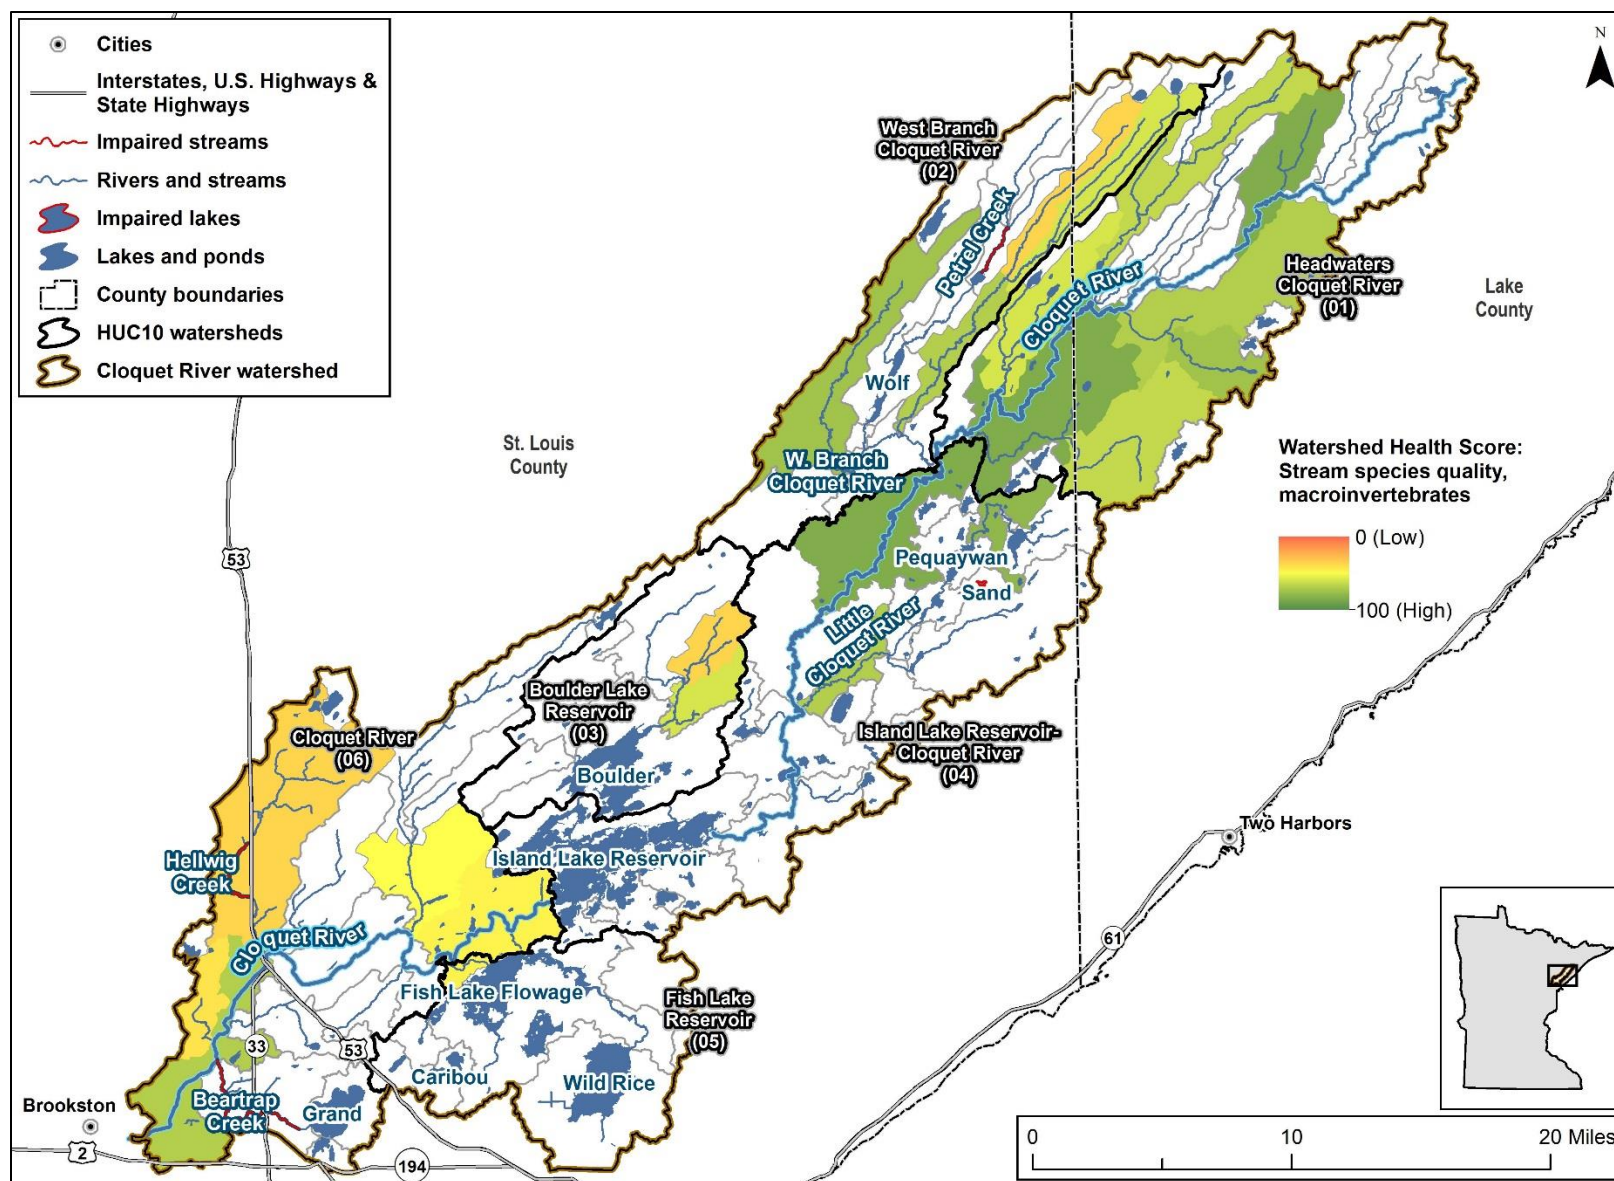 Cities
Interstates, U.S. Highways &
State Highways
Impaired streams
Rivers and streams
Impaired lakes
Lakes and ponds
County boundaries
HUC10 watersheds
Cloquet River watershed
N
West Branch
Cloquet River
(02)
Petrel Creek
Cloquet River
Headwaters
Cloquet River
(01)
Lake
County
Wolf
St. Louis
County
W. Branch
Cloquet River
Watershed Health Score:
Stream species quality,
macroinvertebrates
0 (Low)
100 (High)
53
Pequaywan
Sand
Little
Cloquet River
Boulder Lake
Reservoir
(03)
Cloquet River
(06)
Island Lake Reservoir-
Cloquet River
(04)
Boulder
Two Harbors
Island Lake Reservoir
Hellwig
Creek
Cloquet River
61
Fish Lake Flowage
Fish Lake
Reservoir
(05)
33
53
Caribou
Wild Rice
Brookston
Beartrap
Creek
Grand
2
194
0
10
20 Miles